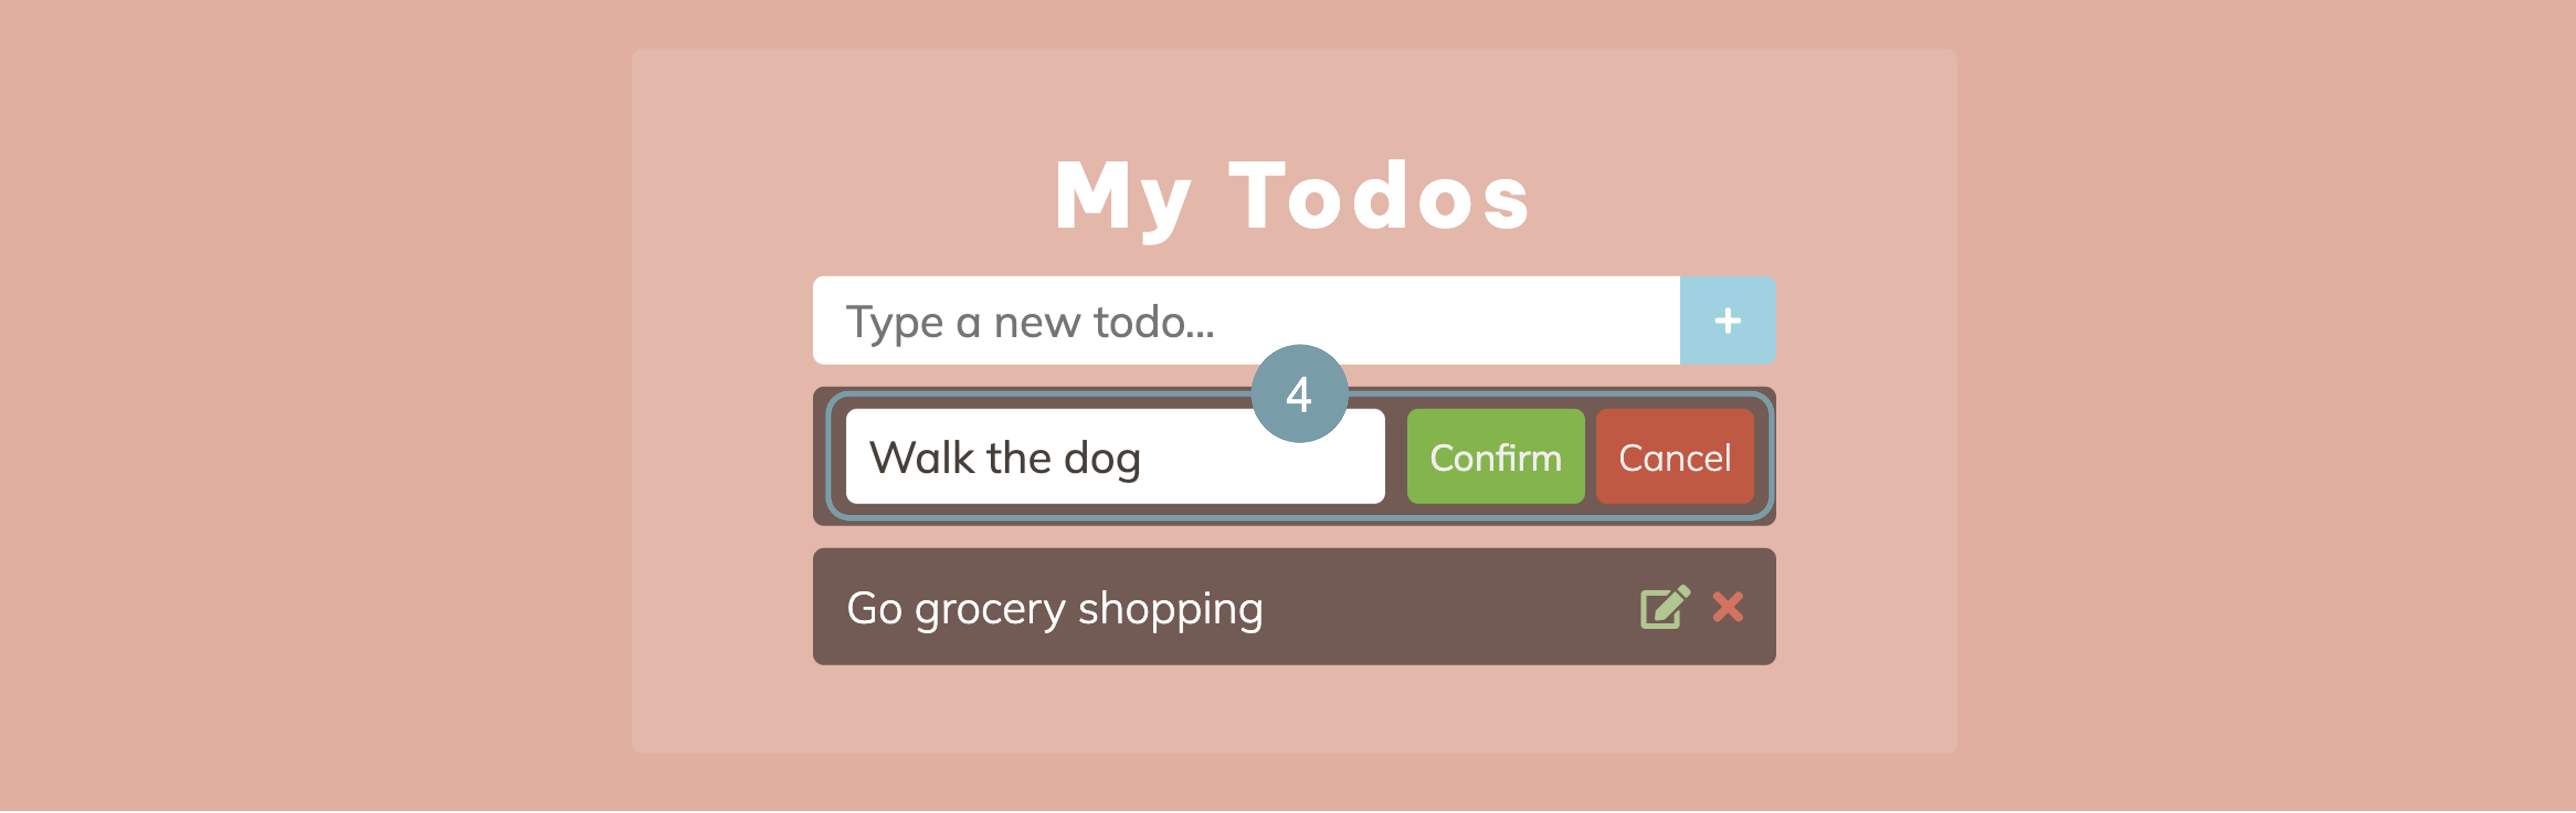 My Todos
Type a new todo...
+
4
Walk the dog Confirm Cancel
Go grocery shopping